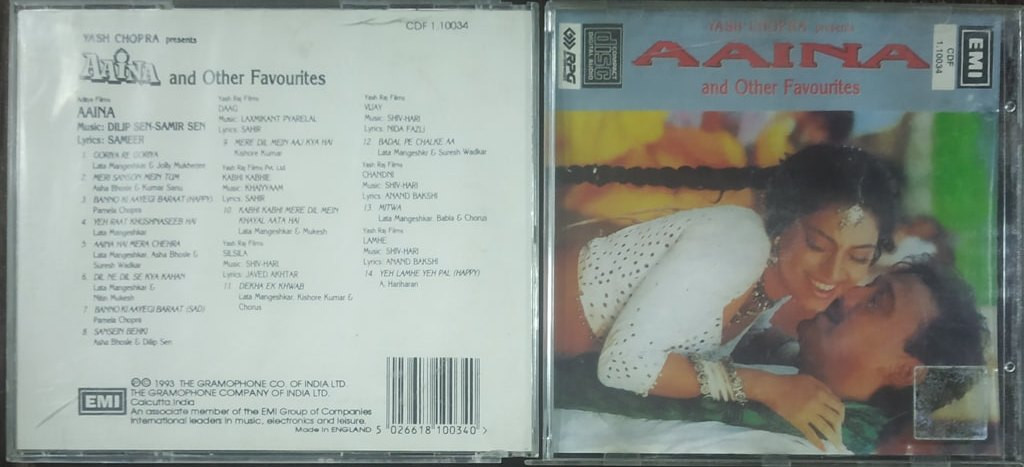 CDF 1.10034
YASH CHOPRA presents
AAINA and Other Favourites
Aditya Films
AAINA
Music: DILIP SEN-SAMIR SEN
Lyrics: SAMEER
1. GORIYA RE GORIYA
Lata Mangeshkar & Jolly Mukherjee
2. MERI SANSON MEIN TUM
Asha Bhosle & Kumar Sanu
3. BANNO KI AAYEGI BARAAT (HAPPY)
Pamela Chopra
4. YEH RAAT KHUSHNASEEB HAI
Lata Mangeshkar
5. AAINA HAI MERA CHEHRA
Lata Mangeshkar, Asha Bhosle &
Suresh Wadkar
6. DIL NE DIL SE KYA KAHAN
Lata Mangeshkar &
Nitin Mukesh
7. BANNO KI AAYEGI BARAAT (SAD)
Pamela Chopra
8. SANSEIN BEHKI
Asha Bhosle & Dilip Sen
Yash Raj Films
DAAG
Music: LAXMIKANT PYARELAL
Lyrics: SAHIR
9. MERE DIL MEIN AAJ KYA HAI
Kishore Kumar
Yash Raj Films Pvt. Ltd.
KABHI KABHIE
Music: KHAIYYAAM
Lyrics: SAHIR
10. KABHI KABHI MERE DIL MEIN
KHAYAL AATA HAI
Lata Mangeshkar & Mukesh
Yash Raj Films
SILSILA
Music: SHIV-HARI
Lyrics: JAVED AKHTAR
11. DEKHA EK KHWAB
Lata Mangeshkar, Kishore Kumar &
Chorus
Yash Raj Films
VIJAY
Music: SHIV-HARI
Lyrics: NIDA FAZLI
12. BADAL PE CHALKE AA
Lata Mangeshkr & Suresh Wadkar
Yash Raj Films
CHANDNI
Music: SHIV-HARI
Lyrics: ANAND BAKSHI
13. MITWA
Lata Mangeshkar, Babla & Chorus
Yash Raj Films
LAMHE
Music: SHIV-HARI
Lyrics: ANAND BAKSHI
14. YEH LAMHE YEH PAL (HAPPY)
A. Hariharan
EMI
℗© 1993 THE GRAMOPHONE CO. OF INDIA LTD.
THE GRAMOPHONE COMPANY OF INDIA LTD.
Calcutta.India
An associate member of the EMI Group of Companies
International leaders in music, electronics and leisure.
Made in ENGLAND
5 026618 100340 >
RPG
COMPACT
disc
DIGITAL AUDIO
YASH CHOPRA presents
AAINA
and Other Favourites
CDF
1.10034
EMI